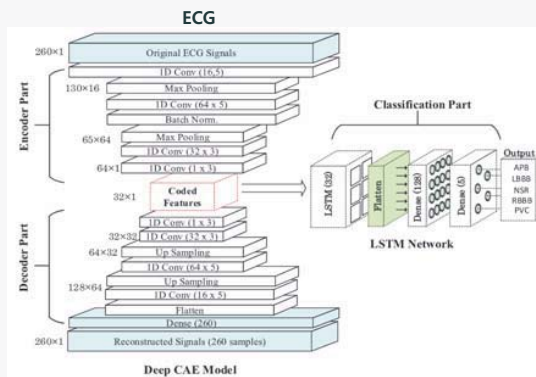 ECG
260×1
Original ECG Signals
1D Conv (16,5)
130×16
Max Pooling
1D Conv (64 x 5)
Batch Norm.
65×64
Max Pooling
1D Conv (32 x 3)
64×1
1D Conv (1 x 3)
Encoder Part
32×1
Coded
Features
1D Conv (1 x 3)
32×32
1D Conv (32 x 3)
64×32
Up Sampling
1D Conv (64 x 5)
128×64
Up Sampling
1D Conv (16 x 5)
Flatten
Dense (260)
Decoder Part
260×1
Reconstructed Signals (260 samples)
Deep CAE Model
Classification Part
LSTM (32)
Flatten
Dense (128)
Dense (5)
Output
APB
LBBB
NSR
RBBB
PVC
LSTM Network